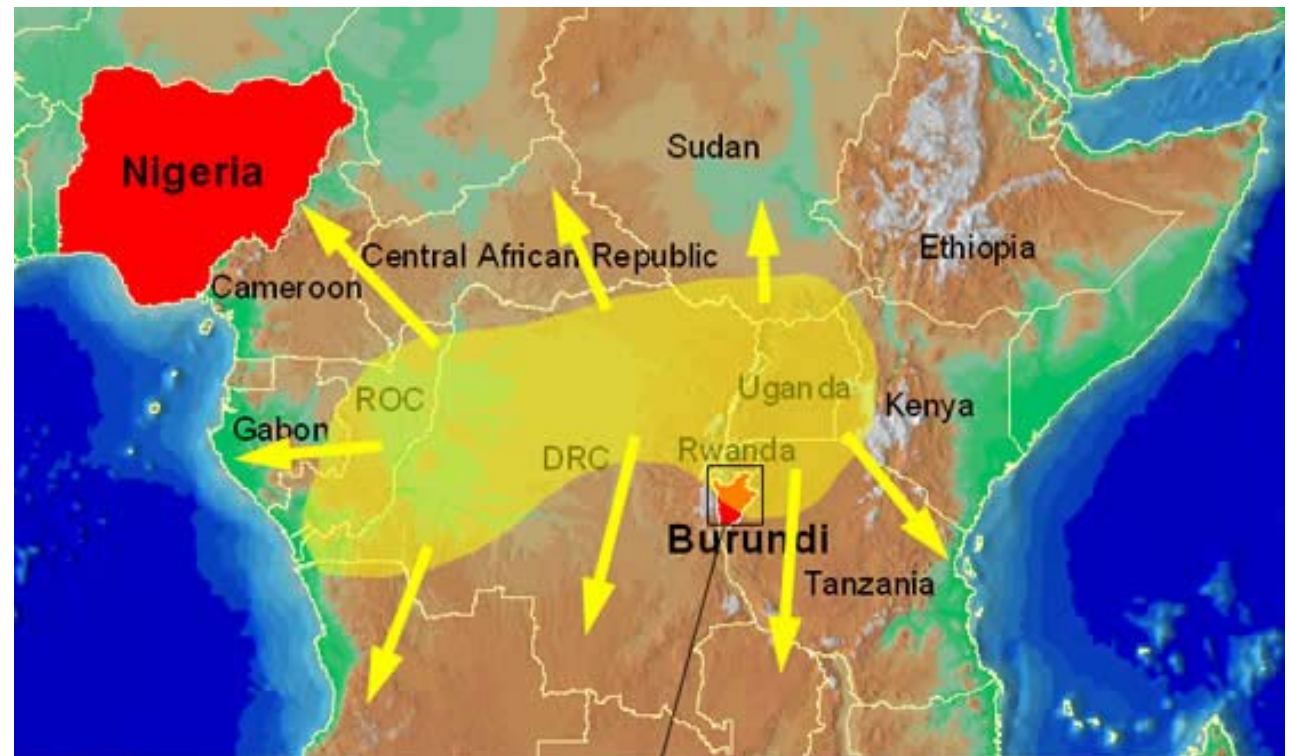 Sudan
Nigeria
Ethiopia
Central African Republic
Cameroon
Uganda
ROC
Kenya
Gabon
Rwanda
DRC
Burundi
Tanzania